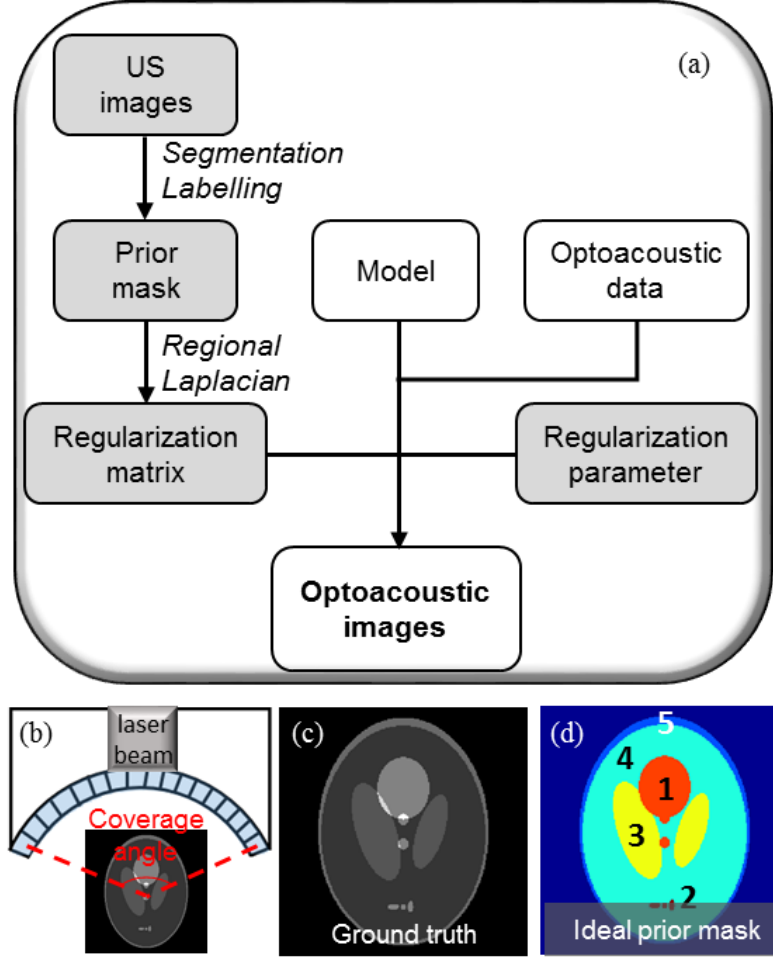 US
images
(a)
Segmentation
Labelling
Prior
mask
Model
Optoacoustic
data
Regional
Laplacian
Regularization
matrix
Regularization
parameter
Optoacoustic
images
(b)
laser
beam
Coverage
angle
(c)
Ground truth
(d)
5
4
1
3
2
Ideal prior mask